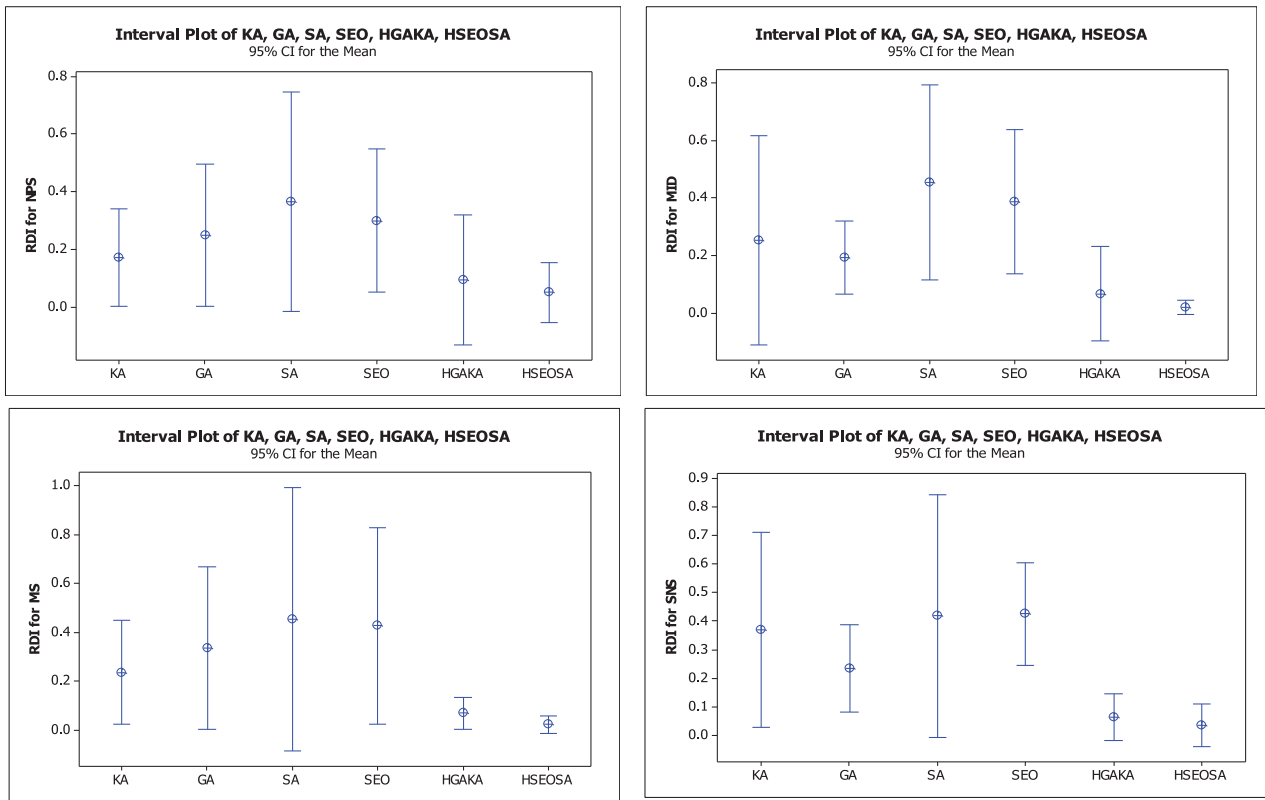 Interval Plot of KA, GA, SA, SEO, HGAKA, HSEOSA
95% CI for the Mean
RDI for NPS
0.8
0.6
0.4
0.2
0.0
KA GA SA SEO HGAKA HSEOSA
Interval Plot of KA, GA, SA, SEO, HGAKA, HSEOSA
95% CI for the Mean
RDI for MID
0.8
0.6
0.4
0.2
0.0
KA GA SA SEO HGAKA HSEOSA
Interval Plot of KA, GA, SA, SEO, HGAKA, HSEOSA
95% CI for the Mean
RDI for MS
1.0
0.8
0.6
0.4
0.2
0.0
KA GA SA SEO HGAKA HSEOSA
Interval Plot of KA, GA, SA, SEO, HGAKA, HSEOSA
95% CI for the Mean
RDI for SNS
0.9
0.8
0.7
0.6
0.5
0.4
0.3
0.2
0.1
0.0
KA GA SA SEO HGAKA HSEOSA